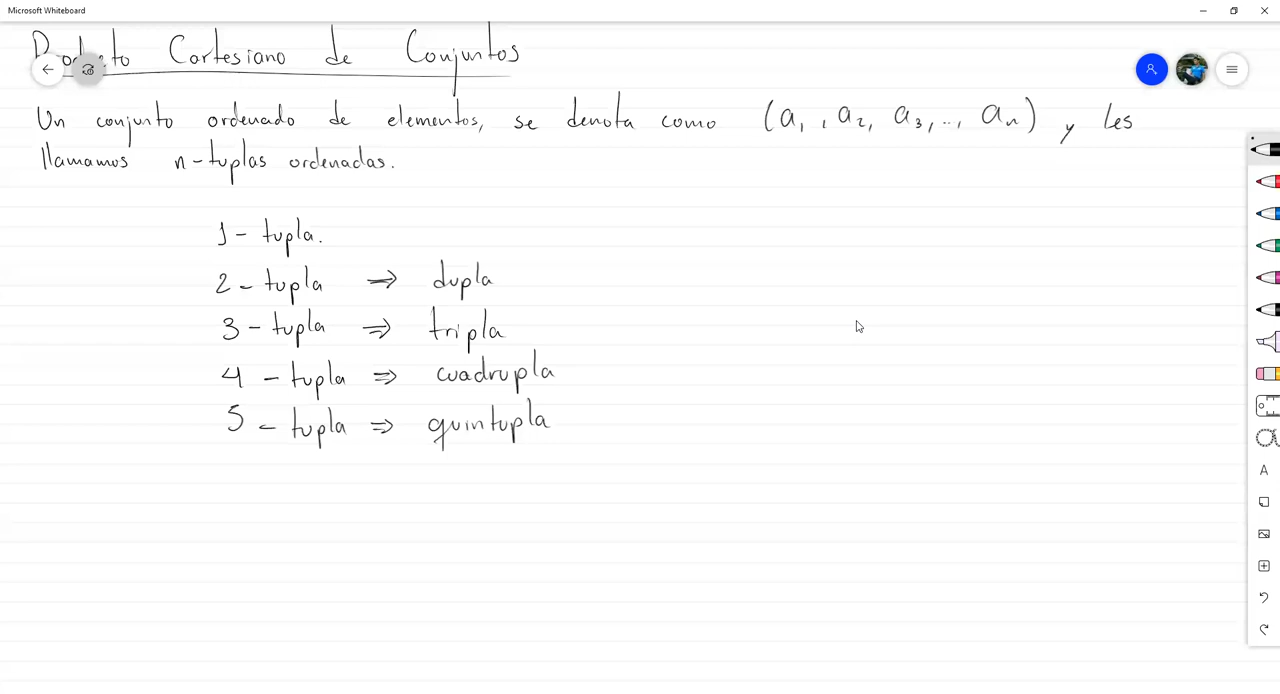 Microsoft Whiteboard
Producto Cartesiano de Conjuntos
Un conjunto ordenado de elementos, se denota como (a₁, a₂, a₃, .., aₙ) y les
llamamos n-tuplas ordenadas.
1 - tupla.
2 - tupla ⇒ dupla
3 - tupla ⇒ tripla
4 - tupla ⇒ cuadrupla
5 - tupla ⇒ quintupla
A